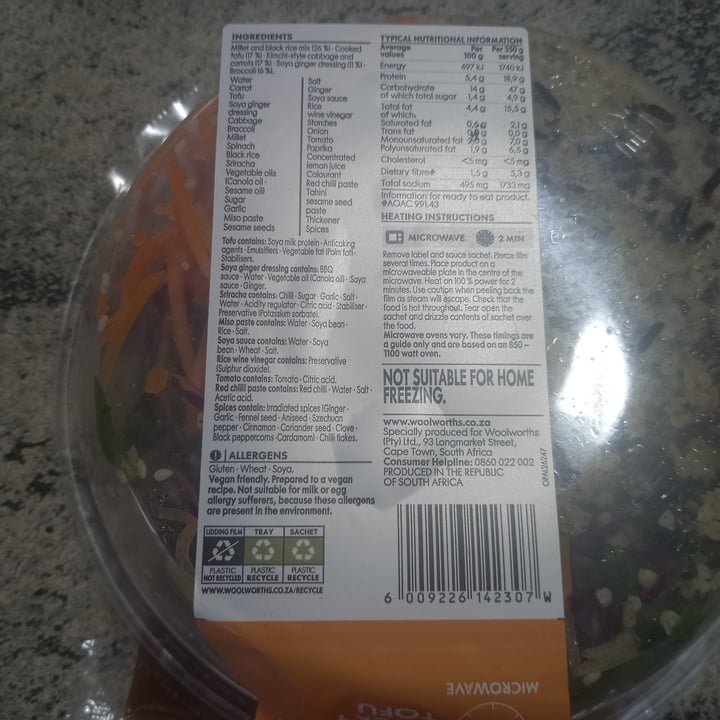 INGREDIENTS
Millet and black rice mix (26 %) · Cooked
tofu (17 %) · Kimchi-style cabbage and
carrots (17 %) · Soya ginger dressing (11 %) ·
Broccoli (6 %).
Water
Carrot
Tofu
Soya ginger
dressing
Cabbage
Broccoli
Millet
Spinach
Black rice
Sriracha
Vegetable oils
(Canola oil ·
Sesame oil)
Sugar
Garlic
Miso paste
Sesame seeds
Salt
Ginger
Soya sauce
Rice
wine vinegar
Starches
Onion
Tomato
Paprika
Concentrated
lemon juice
Colourant
Red chilli paste
Tahini
sesame seed
paste
Thickener
Spices
Tofu contains: Soya milk protein · Anticaking
agents · Emulsifiers · Vegetable fat (Palm fat) ·
Stabilisers.
Soya ginger dressing contains: BBQ
sauce · Water · Vegetable oil (Canola oil) · Soya
sauce · Ginger.
Sriracha contains: Chilli · Sugar · Garlic · Salt ·
Water · Acidity regulator · Citric acid · Stabiliser ·
Preservative (Potassium sorbate).
Miso paste contains: Water · Soya bean ·
Rice · Salt.
Soya sauce contains: Water · Soya
bean · Wheat · Salt.
Rice wine vinegar contains: Preservative
(Sulphur dioxide).
Tomato contains: Tomato · Citric acid.
Red chilli paste contains: Red chilli · Water · Salt ·
Acetic acid.
Spices contain: Irradiated spices (Ginger ·
Garlic · Fennel seed · Aniseed · Szechuan
pepper · Cinnamon · Coriander seed · Clove ·
Black peppercorns · Cardamom) · Chilli flakes.
ALLERGENS
Gluten · Wheat · Soya.
Vegan friendly. Prepared to a vegan
recipe. Not suitable for milk or egg
allergy sufferers, because these allergens
are present in the environment.
LIDDING FILM TRAY SACHET
PLASTIC PLASTIC PLASTIC
NOT RECYCLED RECYCLE RECYCLE
WWW.WOOLWORTHS.CO.ZA/RECYCLE
TYPICAL NUTRITIONAL INFORMATION
Average Per Per 350 g
values 100 g serving
Energy 497 kJ 1740 kJ
Protein 5,4 g 18,9 g
Carbohydrate 14 g 47 g
of which total sugar 1,4 g 4,9 g
Total fat 4,4 g 15,5 g
of which:
Saturated fat 0,6 g 2,1 g
Trans fat 0,0 g 0,0 g
Monounsaturated fat 2,0 g 7,0 g
Polyunsaturated fat 1,9 g 6,5 g
Cholesterol <5 mg <5 mg
Dietary fibre# 1,5 g 5,3 g
Total sodium 495 mg 1733 mg
Information for ready to eat product.
#AOAC 991.43
HEATING INSTRUCTIONS
MICROWAVE 2 MIN
Remove label and sauce sachet. Pierce film
several times. Place product on a
microwaveable plate in the centre of the
microwave. Heat on 100 % power for 2
minutes. Use caution when peeling back the
film as steam will escape. Check that the
food is hot throughout. Tear open the
sachet and drizzle contents of sachet over
the food.
Microwave ovens vary. These timings are
a guide only and are based on an 850 –
1100 watt oven.
NOT SUITABLE FOR HOME
FREEZING.
www.woolworths.co.za
Specially produced for Woolworths
(Pty) Ltd., 93 Longmarket Street,
Cape Town, South Africa
Consumer Helpline: 0860 022 002
PRODUCED IN THE REPUBLIC
OF SOUTH AFRICA
6 009226 142307 W
MICROWAVE
TOFU